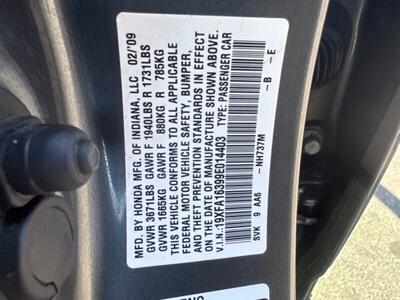 MFG. BY HONDA MFG. OF INDIANA, LLC 02/'09
GVWR 3671LBS GAWR F 1940LBS R 1731LBS
GVWR 1665KG GAWR F 880KG R 785KG
THIS VEHICLE CONFORMS TO ALL APPLICABLE
FEDERAL MOTOR VEHICLE SAFETY, BUMPER,
AND THEFT PREVENTION STANDARDS IN EFFECT
ON THE DATE OF MANUFACTURE SHOWN ABOVE.
V.I.N.:19XFA16399E014403 TYPE: PASSENGER CAR
SVK 9 AA6 -NH737M -B -E